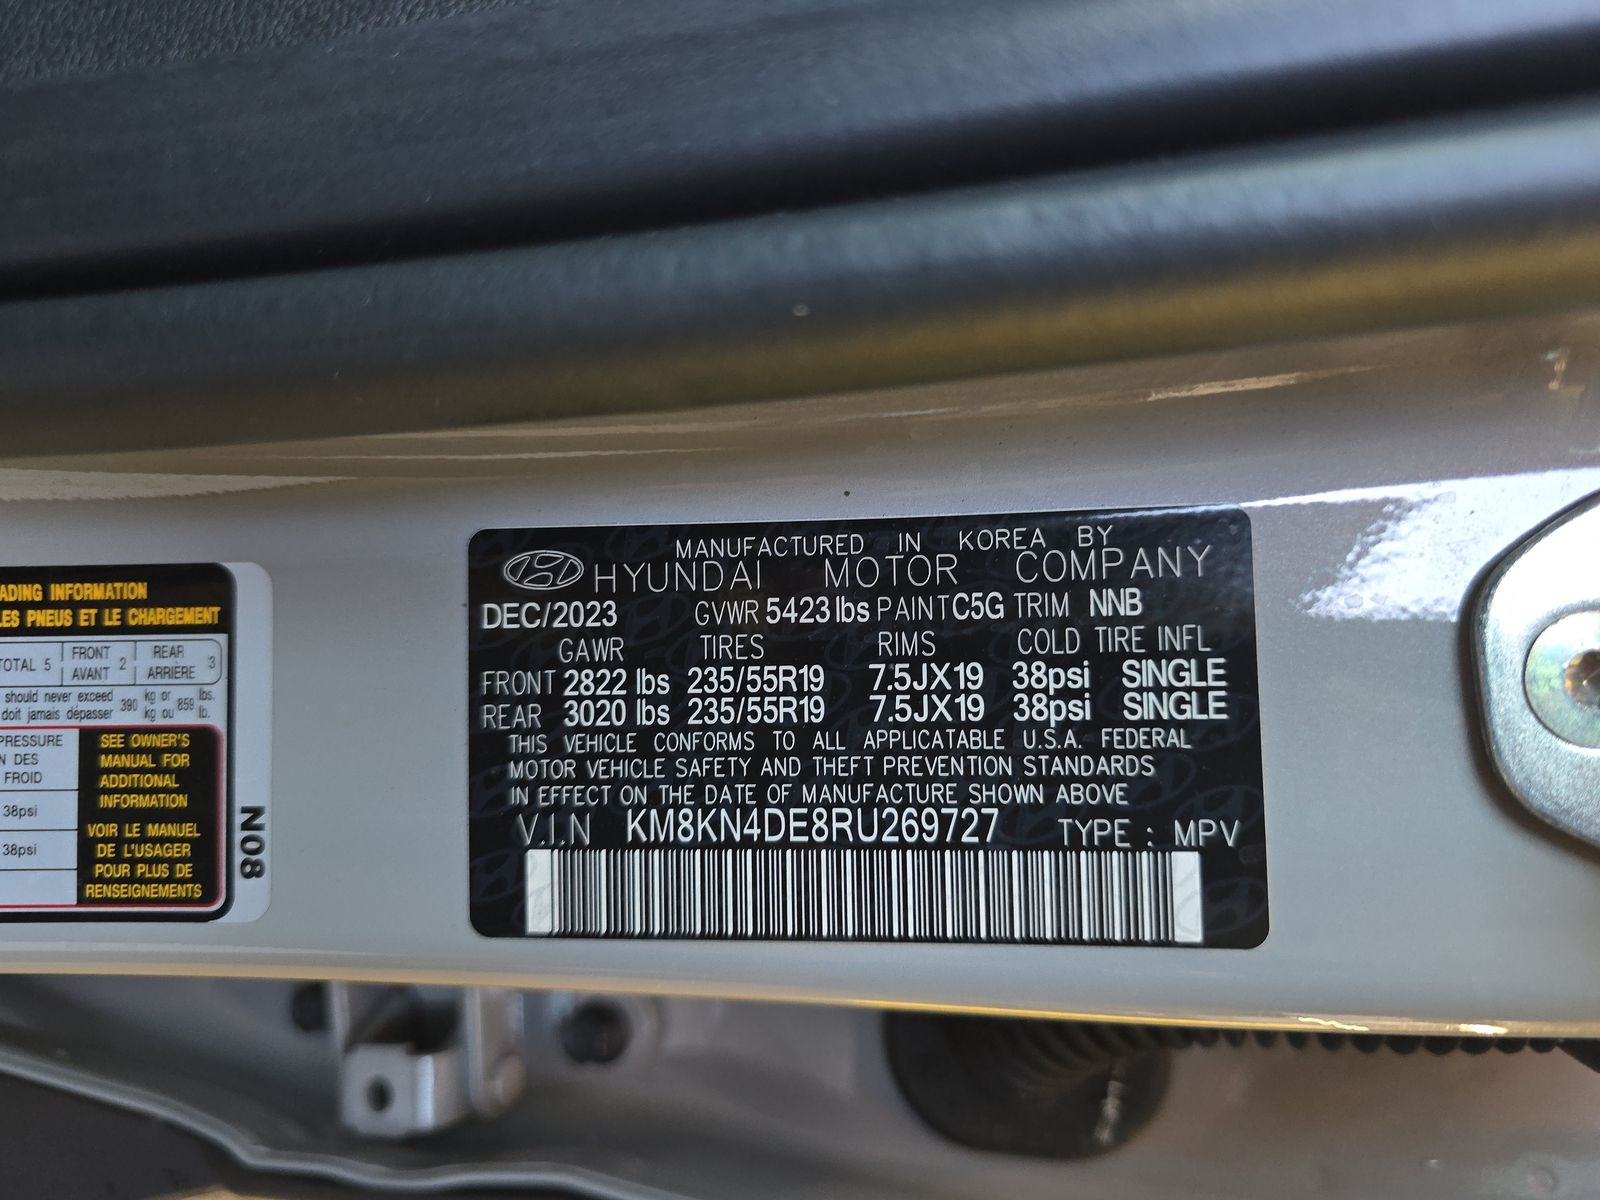 ADING INFORMATION
LES PNEUS ET LE CHARGEMENT
TOTAL 5 FRONT AVANT 2 REAR ARRIÈRE 3
should never exceed 390 kg or 859 lbs.
doit jamais dépasser kg ou lb.
PRESSURE
N DES
FROID
38psi
38psi
SEE OWNER'S
MANUAL FOR
ADDITIONAL
INFORMATION
VOIR LE MANUEL
DE L'USAGER
POUR PLUS DE
RENSEIGNEMENTS
N08
MANUFACTURED IN KOREA BY
HYUNDAI MOTOR COMPANY
DEC/2023 GVWR 5423 lbs PAINT C5G TRIM NNB
GAWR TIRES RIMS COLD TIRE INFL
FRONT 2822 lbs 235/55R19 7.5JX19 38psi SINGLE
REAR 3020 lbs 235/55R19 7.5JX19 38psi SINGLE
THIS VEHICLE CONFORMS TO ALL APPLICATABLE U.S.A. FEDERAL
MOTOR VEHICLE SAFETY AND THEFT PREVENTION STANDARDS
IN EFFECT ON THE DATE OF MANUFACTURE SHOWN ABOVE
V.I.N KM8KN4DE8RU269727 TYPE : MPV